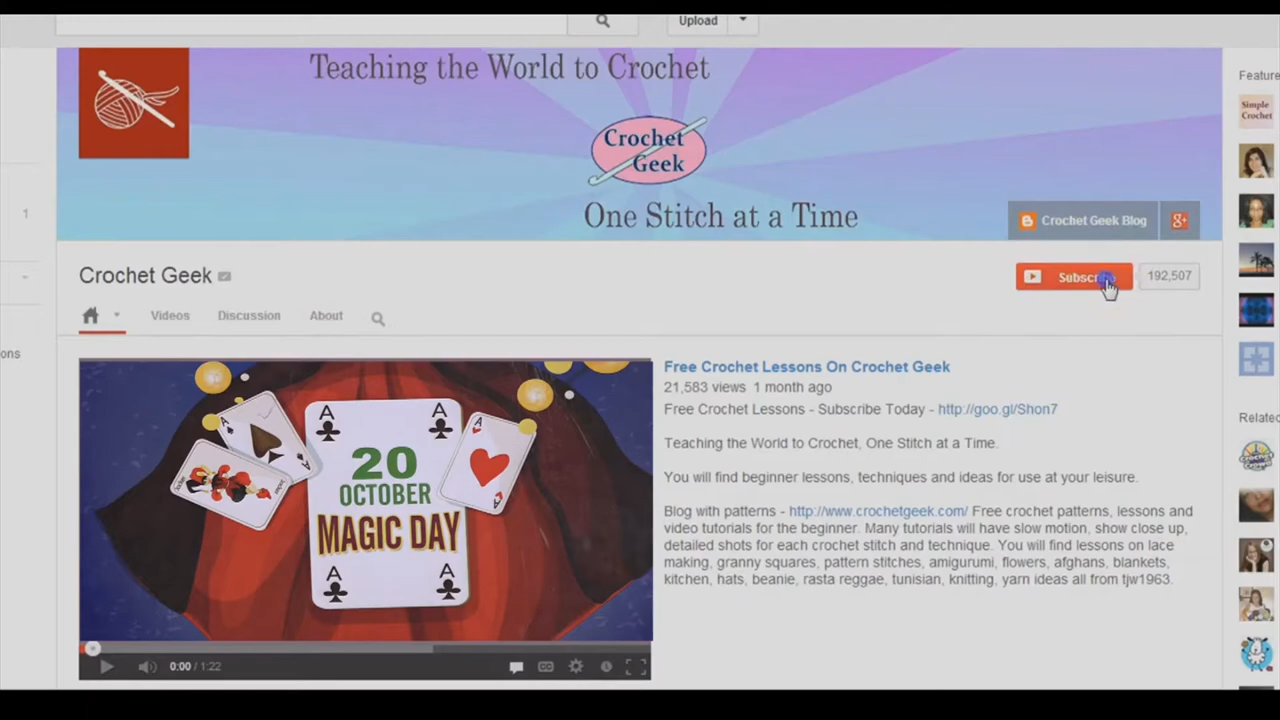 Upload
Teaching the World to Crochet
Crochet
Geek
One Stitch at a Time
Crochet Geek Blog
g+
Feature
Simple
Crochet
1
Crochet Geek
192,507
Videos
Discussion
About
ons
A
A
A
A
20
OCTOBER
MAGIC DAY
A
A
Free Crochet Lessons On Crochet Geek
21,583 views 1 month ago
Free Crochet Lessons - Subscribe Today - http://goo.gl/Shon7
Teaching the World to Crochet, One Stitch at a Time.
You will find beginner lessons, techniques and ideas for use at your leisure.
Blog with patterns - http://www.crochetgeek.com/ Free crochet patterns, lessons and
video tutorials for the beginner. Many tutorials will have slow motion, show close up,
detailed shots for each crochet stitch and technique. You will find lessons on lace
making, granny squares, pattern stitches, amigurumi, flowers, afghans, blankets,
kitchen, hats, beanie, rasta reggae, tunisian, knitting, yarn ideas all from tjw1963.
Related
0:00 / 1:22